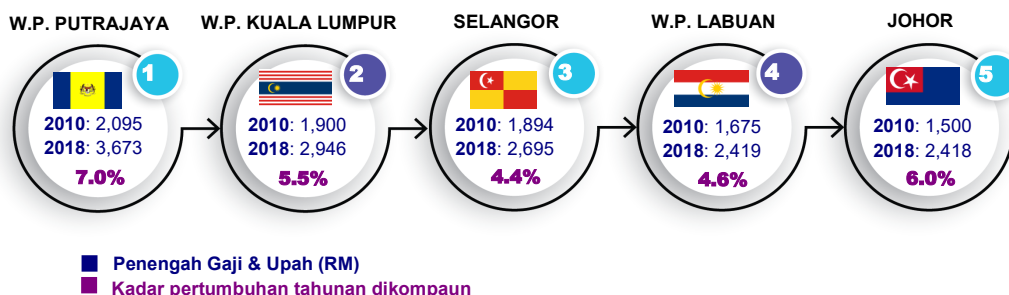 W.P. PUTRAJAYA
1
2010: 2,095
2018: 3,673
7.0%
W.P. KUALA LUMPUR
2
2010: 1,900
2018: 2,946
5.5%
SELANGOR
3
2010: 1,894
2018: 2,695
4.4%
W.P. LABUAN
4
2010: 1,675
2018: 2,419
4.6%
JOHOR
5
2010: 1,500
2018: 2,418
6.0%
Penengah Gaji & Upah (RM)
Kadar pertumbuhan tahunan dikompaun